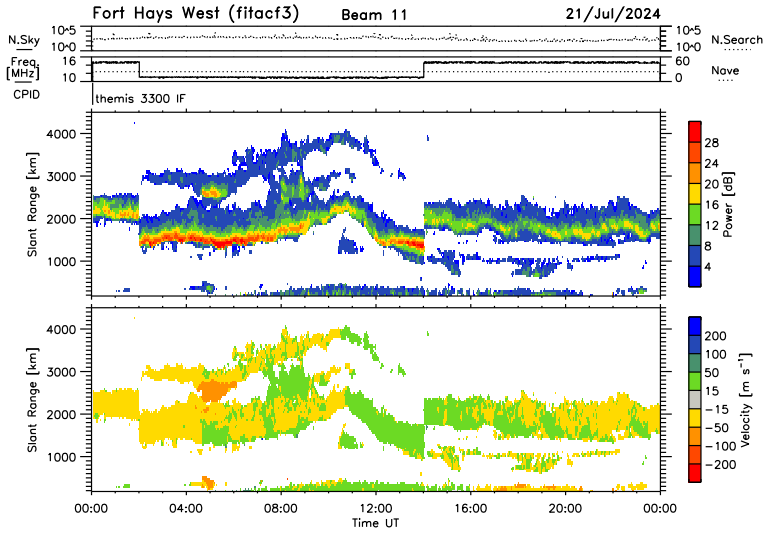 Fort Hays West (fitacf3) Beam 11 21/Jul/2024
N.Sky
10^5
10^0
10^5
10^0
N.Search
Freq.
[MHz]
16
10
60
0
Nave
CPID
themis 3300 IF
Slant Range [km]
4000
3000
2000
1000
Power [dB]
28
24
20
16
12
8
4
Slant Range [km]
4000
3000
2000
1000
Velocity [m s⁻¹]
200
100
50
15
−15
−50
−100
−200
00:00 04:00 08:00 12:00 16:00 20:00 00:00
Time UT